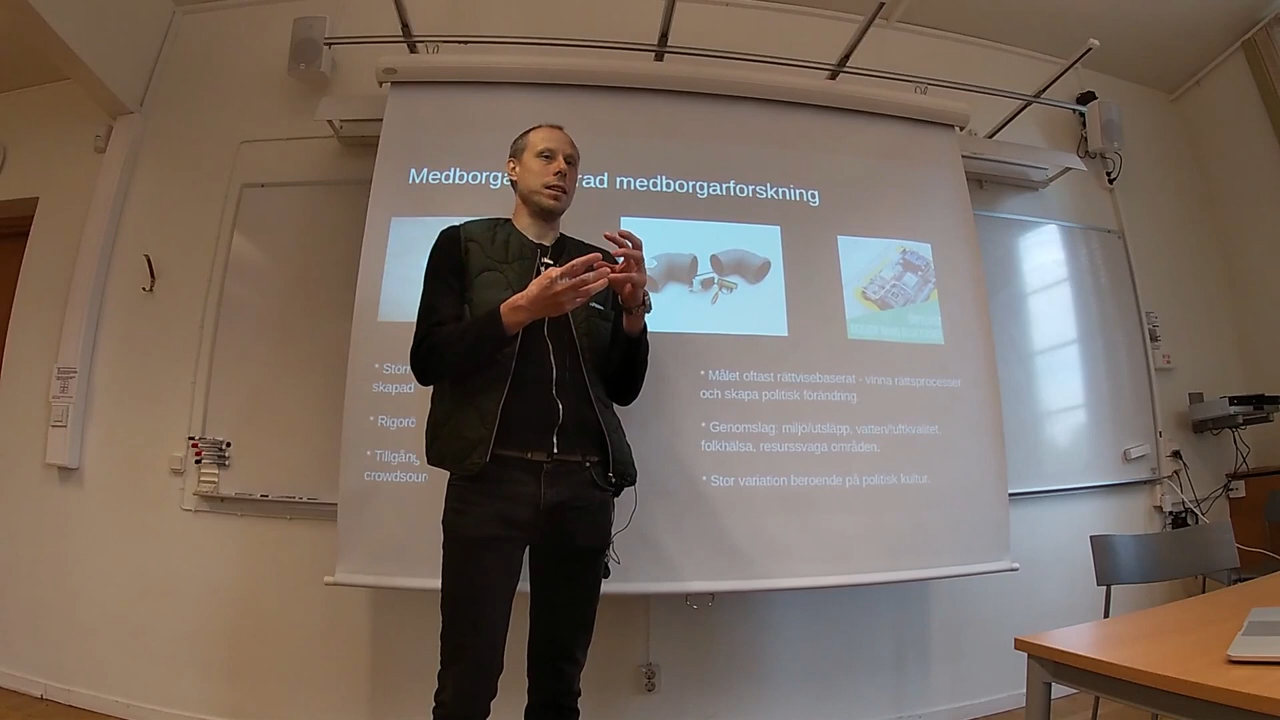 Medborga rad medborgarforskning
* Störr
skapad
* Rigorö
* Tillgång
crowdsour
* Målet oftast rättvisebaserat - vinna rättsprocesser
och skapa politisk förändring.
* Genomslag: miljö/utsläpp, vatten/luftkvalitet,
folkhälsa, resurssvaga områden.
* Stor variation beroende på politisk kultur.